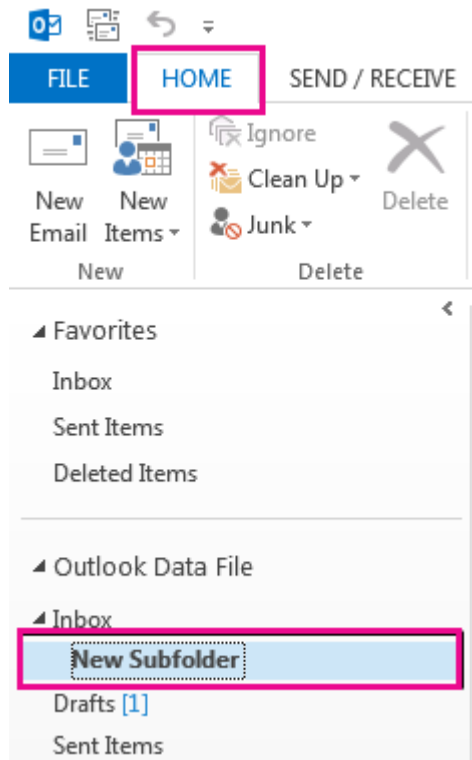 FILE HOME SEND / RECEIVE
Ignore
Clean Up
Junk
Delete
New Email
New Items
New
Delete
Favorites
Inbox
Sent Items
Deleted Items
Outlook Data File
Inbox
New Subfolder
Drafts [1]
Sent Items